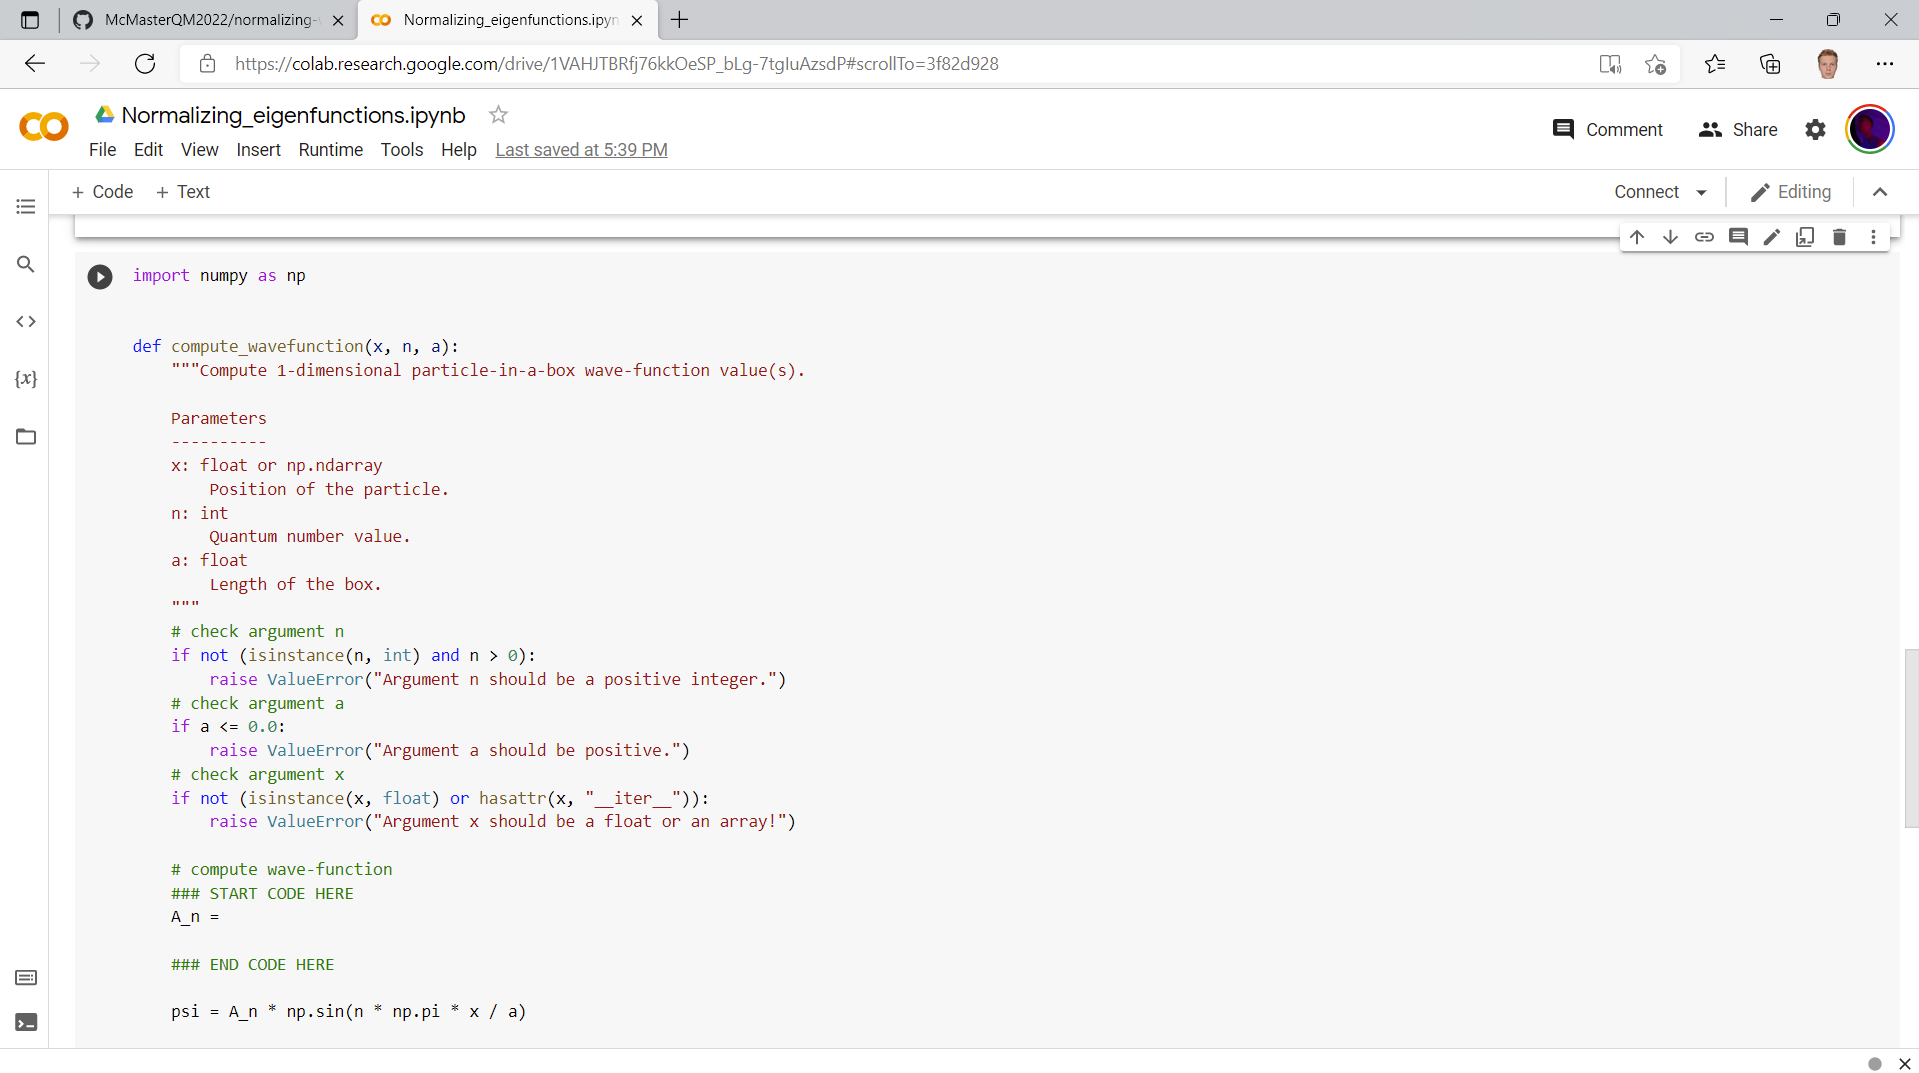 McMasterQM2022/normalizing-
Normalizing_eigenfunctions.ipyn
https://colab.research.google.com/drive/1VAHJTBRfj76kkOeSP_bLg-7tgIuAzsdP#scrollTo=3f82d928
Normalizing_eigenfunctions.ipynb
File Edit View Insert Runtime Tools Help Last saved at 5:39 PM
Comment Share
+ Code + Text
Connect Editing
{x}
import numpy as np
def compute_wavefunction(x, n, a):
"""Compute 1-dimensional particle-in-a-box wave-function value(s).
Parameters
----------
x: float or np.ndarray
Position of the particle.
n: int
Quantum number value.
a: float
Length of the box.
"""
# check argument n
if not (isinstance(n, int) and n > 0):
raise ValueError("Argument n should be a positive integer.")
# check argument a
if a <= 0.0:
raise ValueError("Argument a should be positive.")
# check argument x
if not (isinstance(x, float) or hasattr(x, "__iter__")):
raise ValueError("Argument x should be a float or an array!")
# compute wave-function
### START CODE HERE
A_n =
### END CODE HERE
psi = A_n * np.sin(n * np.pi * x / a)